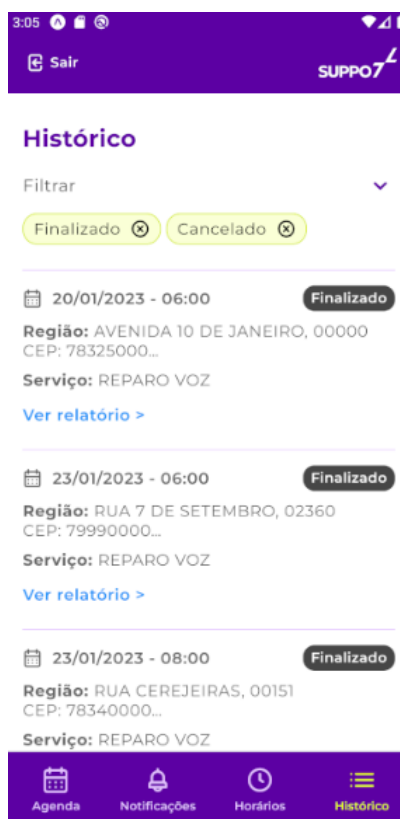 3:05
Sair
SUPPO7
Histórico
Filtrar
Finalizado
Cancelado
20/01/2023 - 06:00
Finalizado
Região: AVENIDA 10 DE JANEIRO, 00000
CEP: 78325000...
Serviço: REPARO VOZ
Ver relatório >
23/01/2023 - 06:00
Finalizado
Região: RUA 7 DE SETEMBRO, 02360
CEP: 79990000...
Serviço: REPARO VOZ
Ver relatório >
23/01/2023 - 08:00
Finalizado
Região: RUA CEREJEIRAS, 00151
CEP: 78340000...
Serviço: REPARO VOZ
Agenda
Notificações
Horários
Histórico